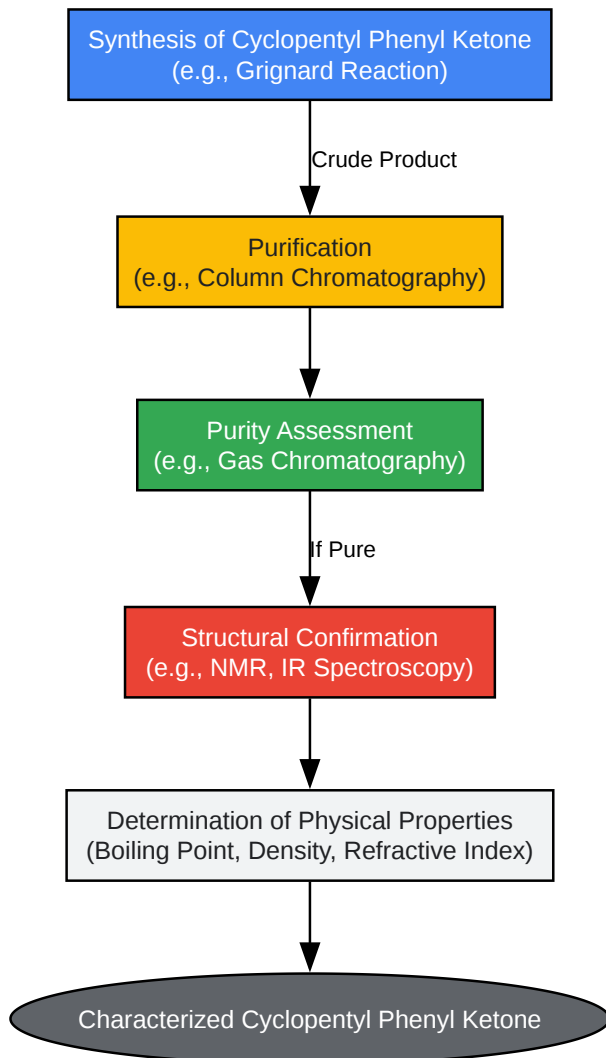 Synthesis of Cyclopentyl Phenyl Ketone
(e.g., Grignard Reaction)
Crude Product
Purification
(e.g., Column Chromatography)
Purity Assessment
(e.g., Gas Chromatography)
If Pure
Structural Confirmation
(e.g., NMR, IR Spectroscopy)
Determination of Physical Properties
(Boiling Point, Density, Refractive Index)
Characterized Cyclopentyl Phenyl Ketone